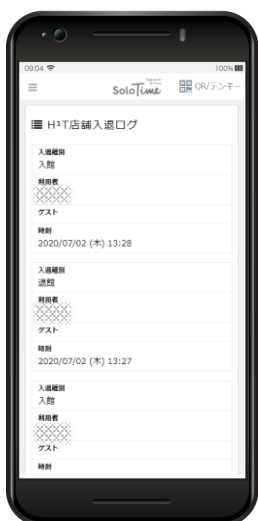 09:04
100%
SoloTime
QR/テンキー
H¹T店舗入退ログ
入退種別
入館
利用者
ゲスト
時刻
2020/07/02 (木) 13:28
入退種別
退館
利用者
ゲスト
時刻
2020/07/02 (木) 13:27
入退種別
入館
利用者
ゲスト
時刻